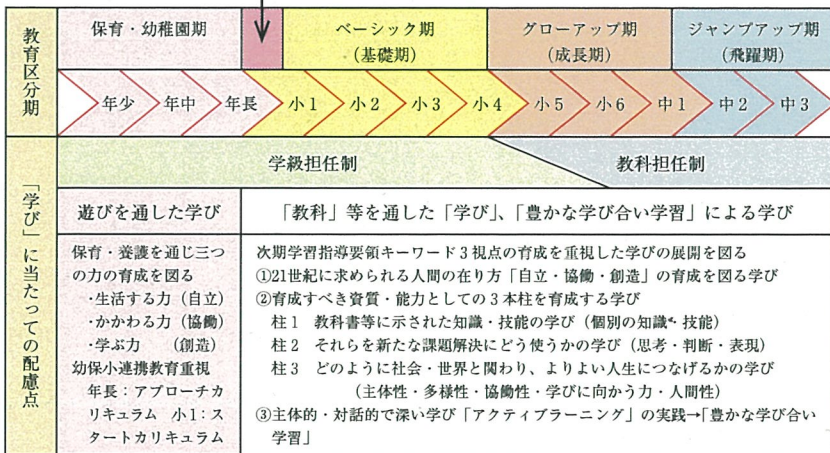 教育区分期
保育・幼稚園期
ベーシック期
(基礎期)
グローアップ期
(成長期)
ジャンプアップ期
(飛躍期)
年少
年中
年長
小1
小2
小3
小4
小5
小6
中1
中2
中3
「学び」に当たっての配慮点
学級担任制
教科担任制
遊びを通した学び
「教科」等を通した「学び」、「豊かな学び合い学習」による学び
保育・養護を通じ三つ
の力の育成を図る
・生活する力(自立)
・かかわる力(協働)
・学ぶ力 (創造)
幼保小連携教育重視
年長:アプローチカ
リキュラム 小1:ス
タートカリキュラム
次期学習指導要領キーワード3視点の育成を重視した学びの展開を図る
①21世紀に求められる人間の在り方「自立・協働・創造」の育成を図る学び
②育成すべき資質・能力としての3本柱を育成する学び
柱1 教科書等に示された知識・技能の学び(個別の知識・技能)
柱2 それらを新たな課題解決にどう使うかの学び(思考・判断・表現)
柱3 どのように社会・世界と関わり、よりよい人生につなげるかの学び
(主体性・多様性・協働性・学びに向かう力・人間性)
③主体的・対話的で深い学び「アクティブラーニング」の実践→「豊かな学び合い
学習」